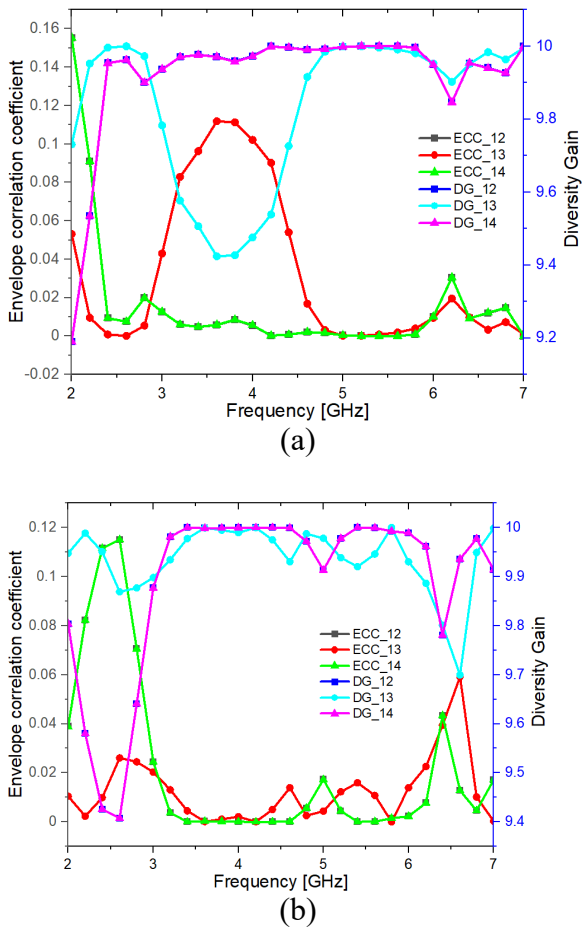 0.16
0.14
0.12
0.1
0.08
0.06
0.04
0.02
0
-0.02
Envelope correlation coefficient
10
9.8
9.6
9.4
9.2
Diversity Gain
ECC_12
ECC_13
ECC_14
DG_12
DG_13
DG_14
2 3 4 5 6 7
Frequency [GHz]
(a)
0.12
0.1
0.08
0.06
0.04
0.02
0
Envelope correlation coefficient
10
9.9
9.8
9.7
9.6
9.5
9.4
Diversity Gain
ECC_12
ECC_13
ECC_14
DG_12
DG_13
DG_14
2 3 4 5 6 7
Frequency [GHz]
(b)